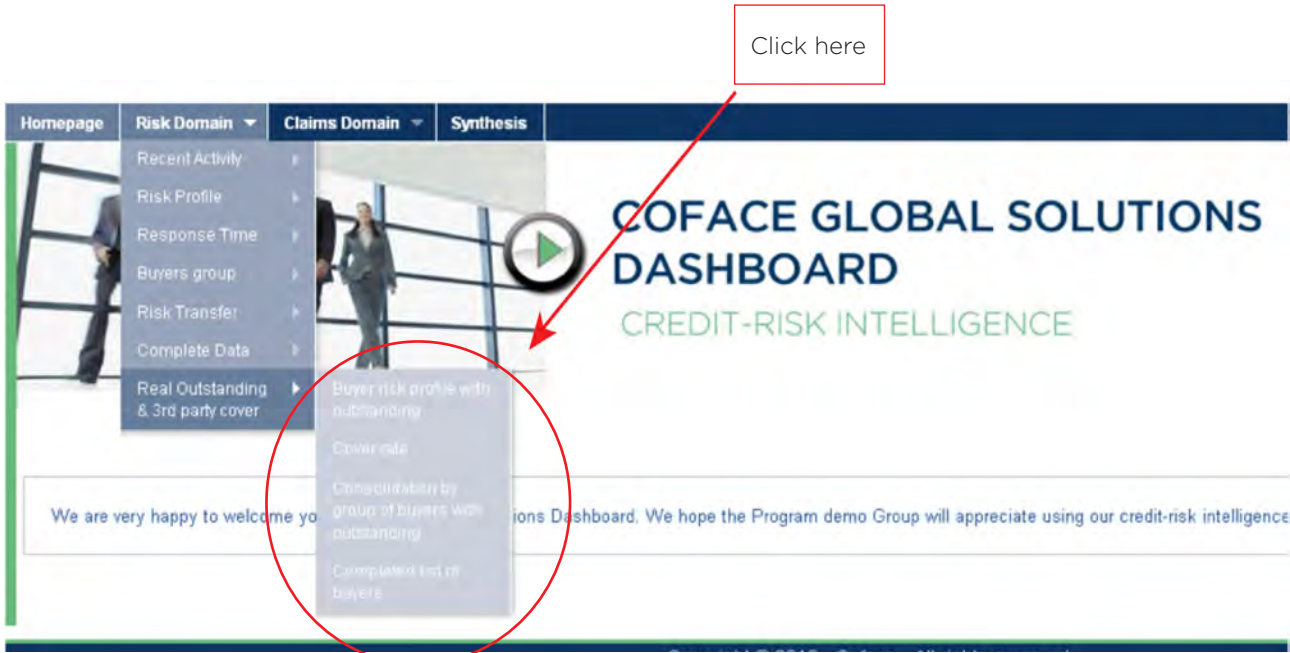 Click here
Homepage Risk Domain Claims Domain Synthesis
Recent Activity
Risk Profile
Response Time
Buyers group
Risk Transfer
Complete Data
Real Outstanding
& 3rd party cover
Buyer risk profile with
outstanding
Cover rate
Consolidation by
group of buyers with
outstanding
Completed list of
buyers
COFACE GLOBAL SOLUTIONS
DASHBOARD
CREDIT-RISK INTELLIGENCE
We are very happy to welcome yo ions Dashboard. We hope the Program demo Group will appreciate using our credit-risk intelligence